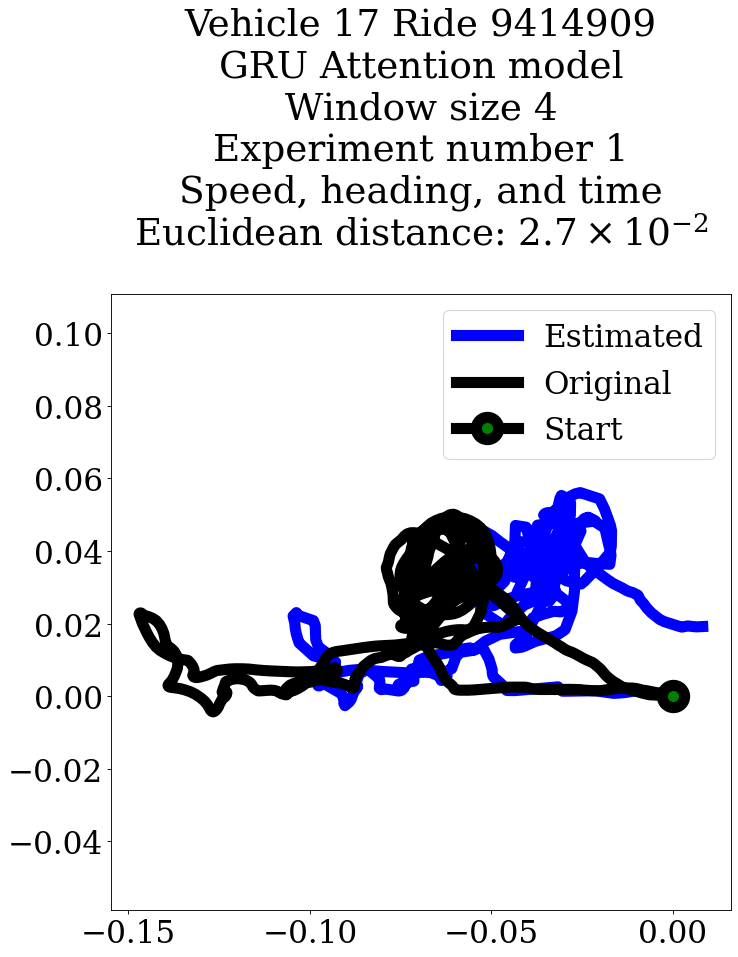 Vehicle 17 Ride 9414909
GRU Attention model
Window size 4
Experiment number 1
Speed, heading, and time
Euclidean distance: 2.7 × 10⁻²
Estimated
Original
Start
0.10
0.08
0.06
0.04
0.02
0.00
−0.02
−0.04
−0.15
−0.10
−0.05
0.00